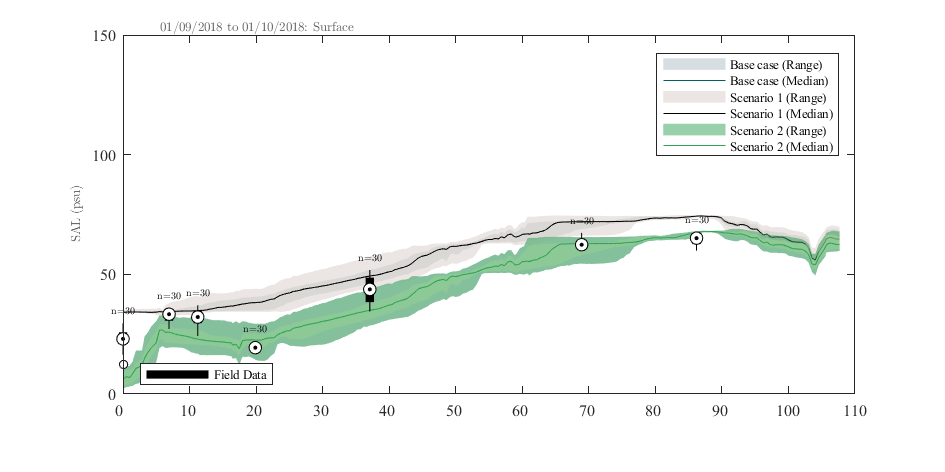 01/09/2018 to 01/10/2018: Surface
150
100
50
0
SAL (psu)
Base case (Range)
Base case (Median)
Scenario 1 (Range)
Scenario 1 (Median)
Scenario 2 (Range)
Scenario 2 (Median)
n=30
n=30
n=30
n=30
n=30
n=30
n=30
Field Data
0
10
20
30
40
50
60
70
80
90
100
110